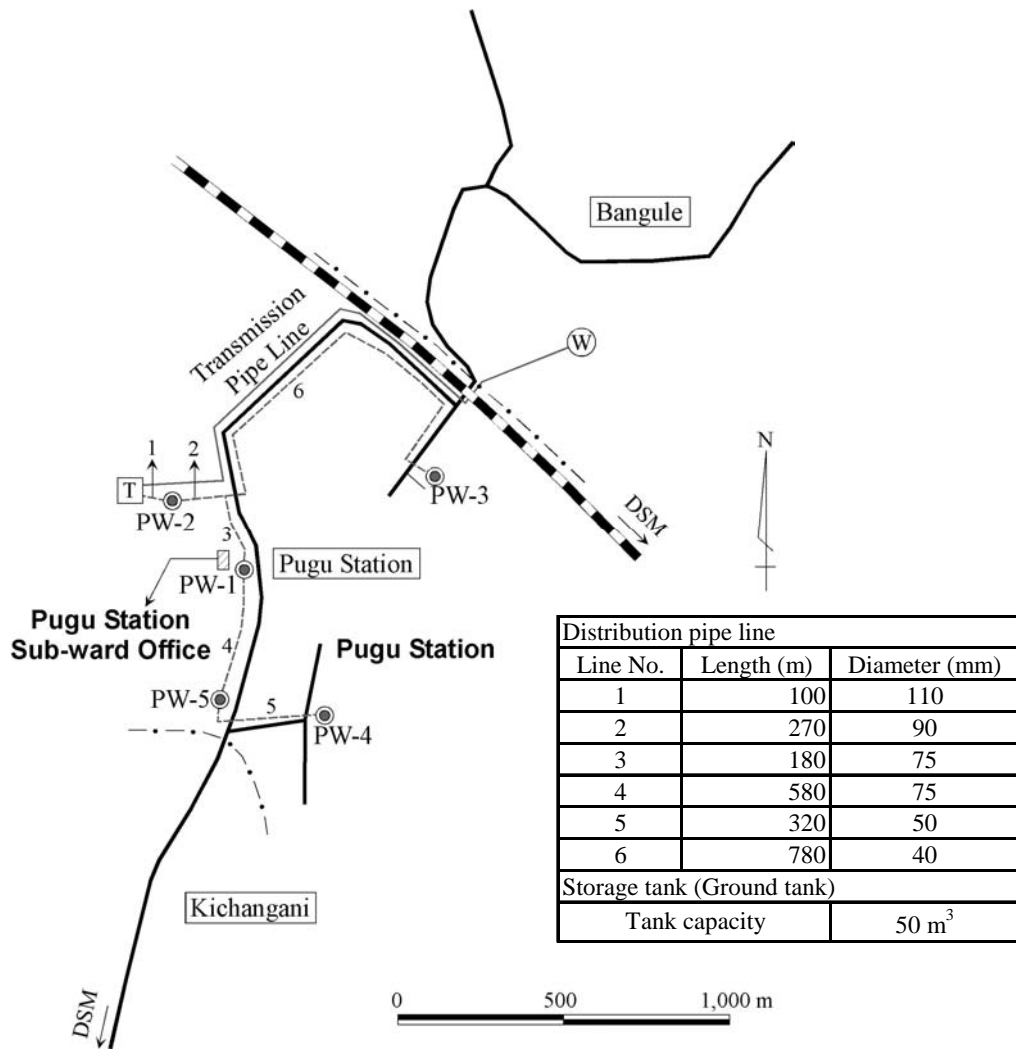 Bangule
Transmission
Pipe Line
W
6
1
2
T
PW-2
PW-3
N
DSM
3
PW-1
Pugu Station
Pugu Station
Sub-ward Office
4
Pugu Station
PW-5
5
PW-4
Kichangani
DSM
Distribution pipe line
Line No. Length (m) Diameter (mm)
1 100 110
2 270 90
3 180 75
4 580 75
5 320 50
6 780 40
Storage tank (Ground tank)
Tank capacity 50 m³
0 500 1,000 m